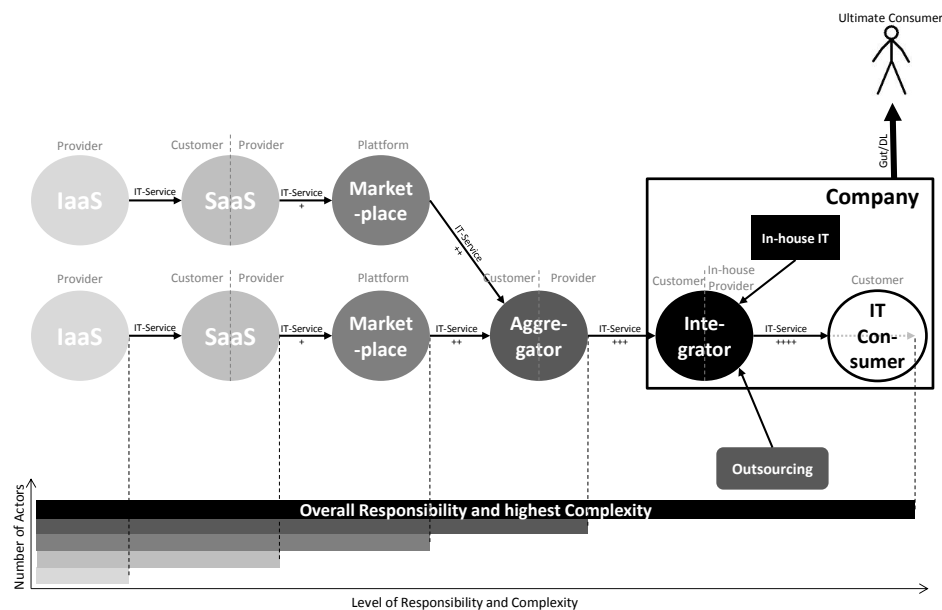 Ultimate Consumer
Gut/DL
Company
Provider
IaaS
IT-Service
Customer
Provider
SaaS
IT-Service
+
Platform
Market
-place
IT-Service
++
In-house IT
Provider
IaaS
IT-Service
Customer
Provider
SaaS
IT-Service
+
Platform
Market
-place
IT-Service
++
Customer
Provider
Aggre-
gator
IT-Service
+++
Customer
In-house
Provider
Inte-
grator
IT-Service
++++
Customer
IT
Con-
sumer
Outsourcing
Number of Actors
Overall Responsibility and highest Complexity
Level of Responsibility and Complexity